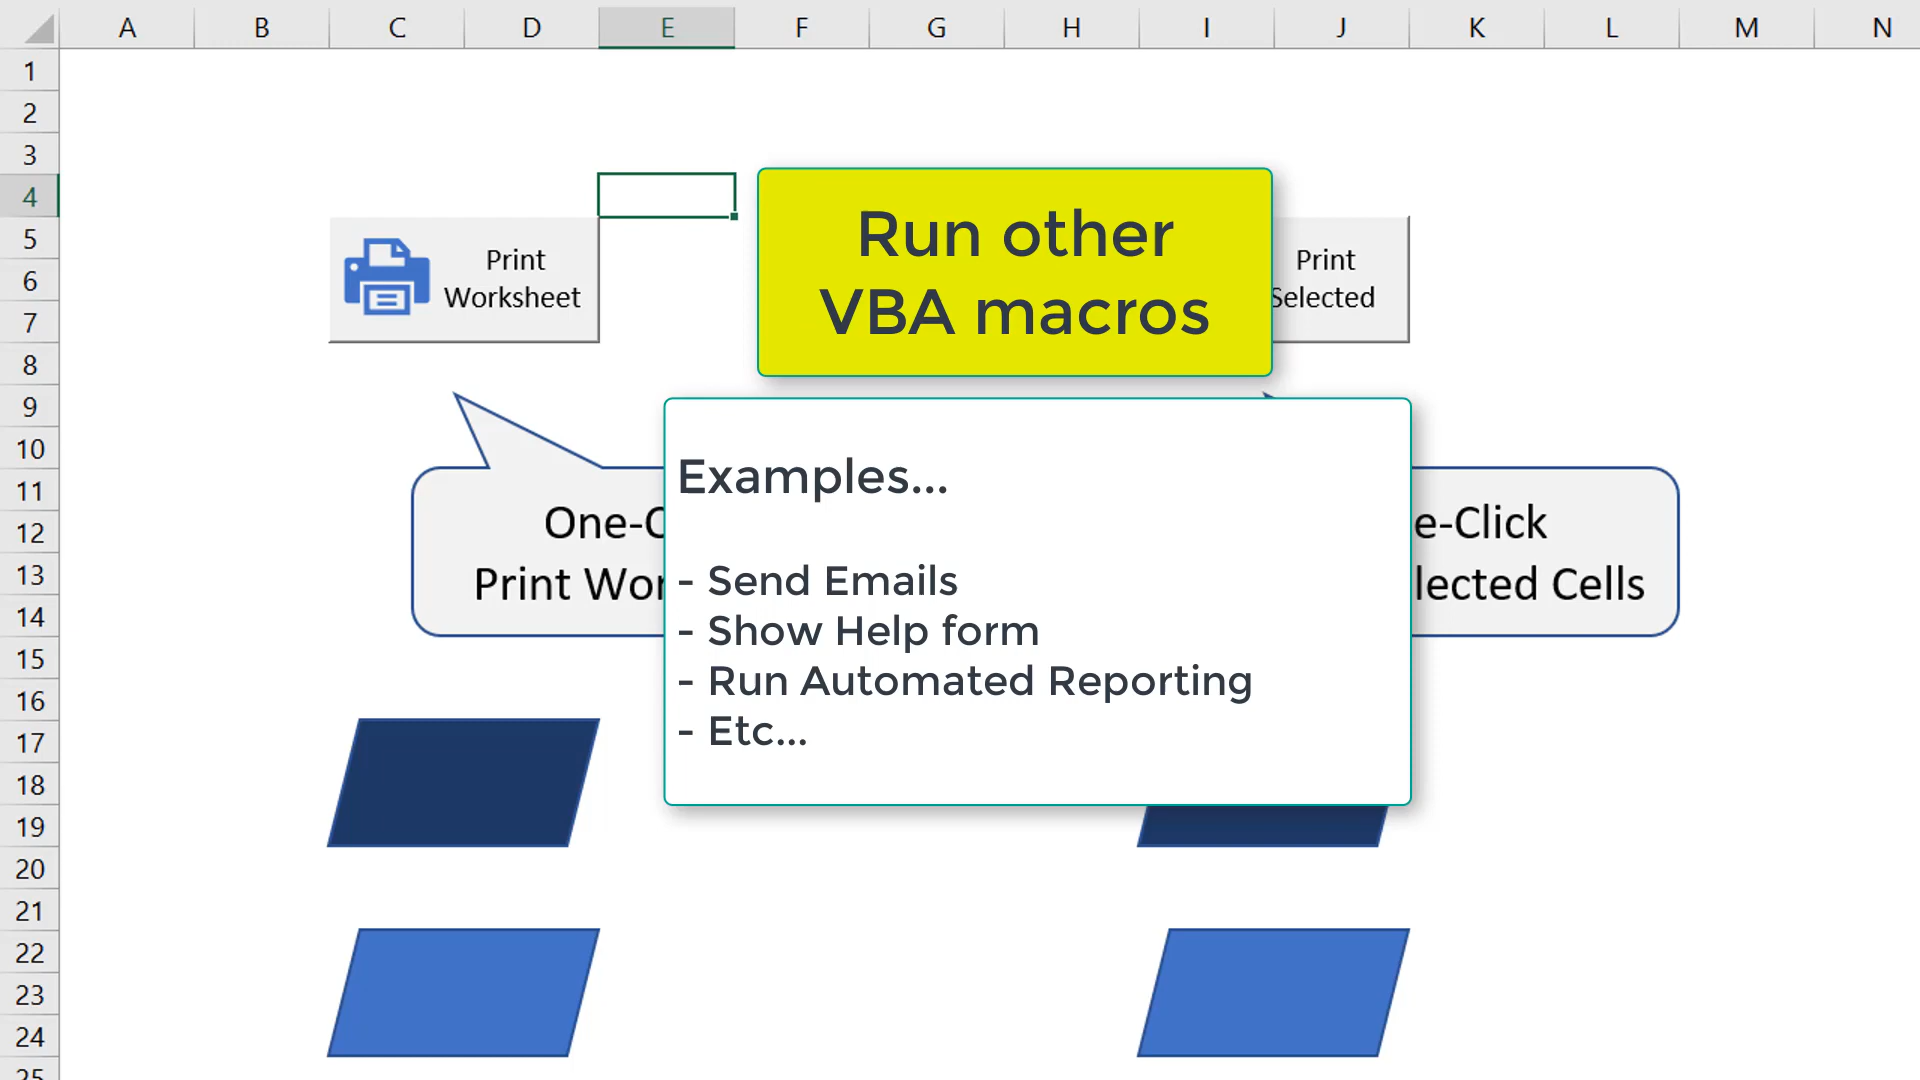 A B C D E F G H I J K L M N
1
2
3
4
5
6
7
8
9
10
11
12
13
14
15
16
17
18
19
20
21
22
23
24
25
Print
Worksheet
Run other
VBA macros
Print
Selected
One-C
Print Wor
Examples...
- Send Emails
- Show Help form
- Run Automated Reporting
- Etc...
e-Click
lected Cells